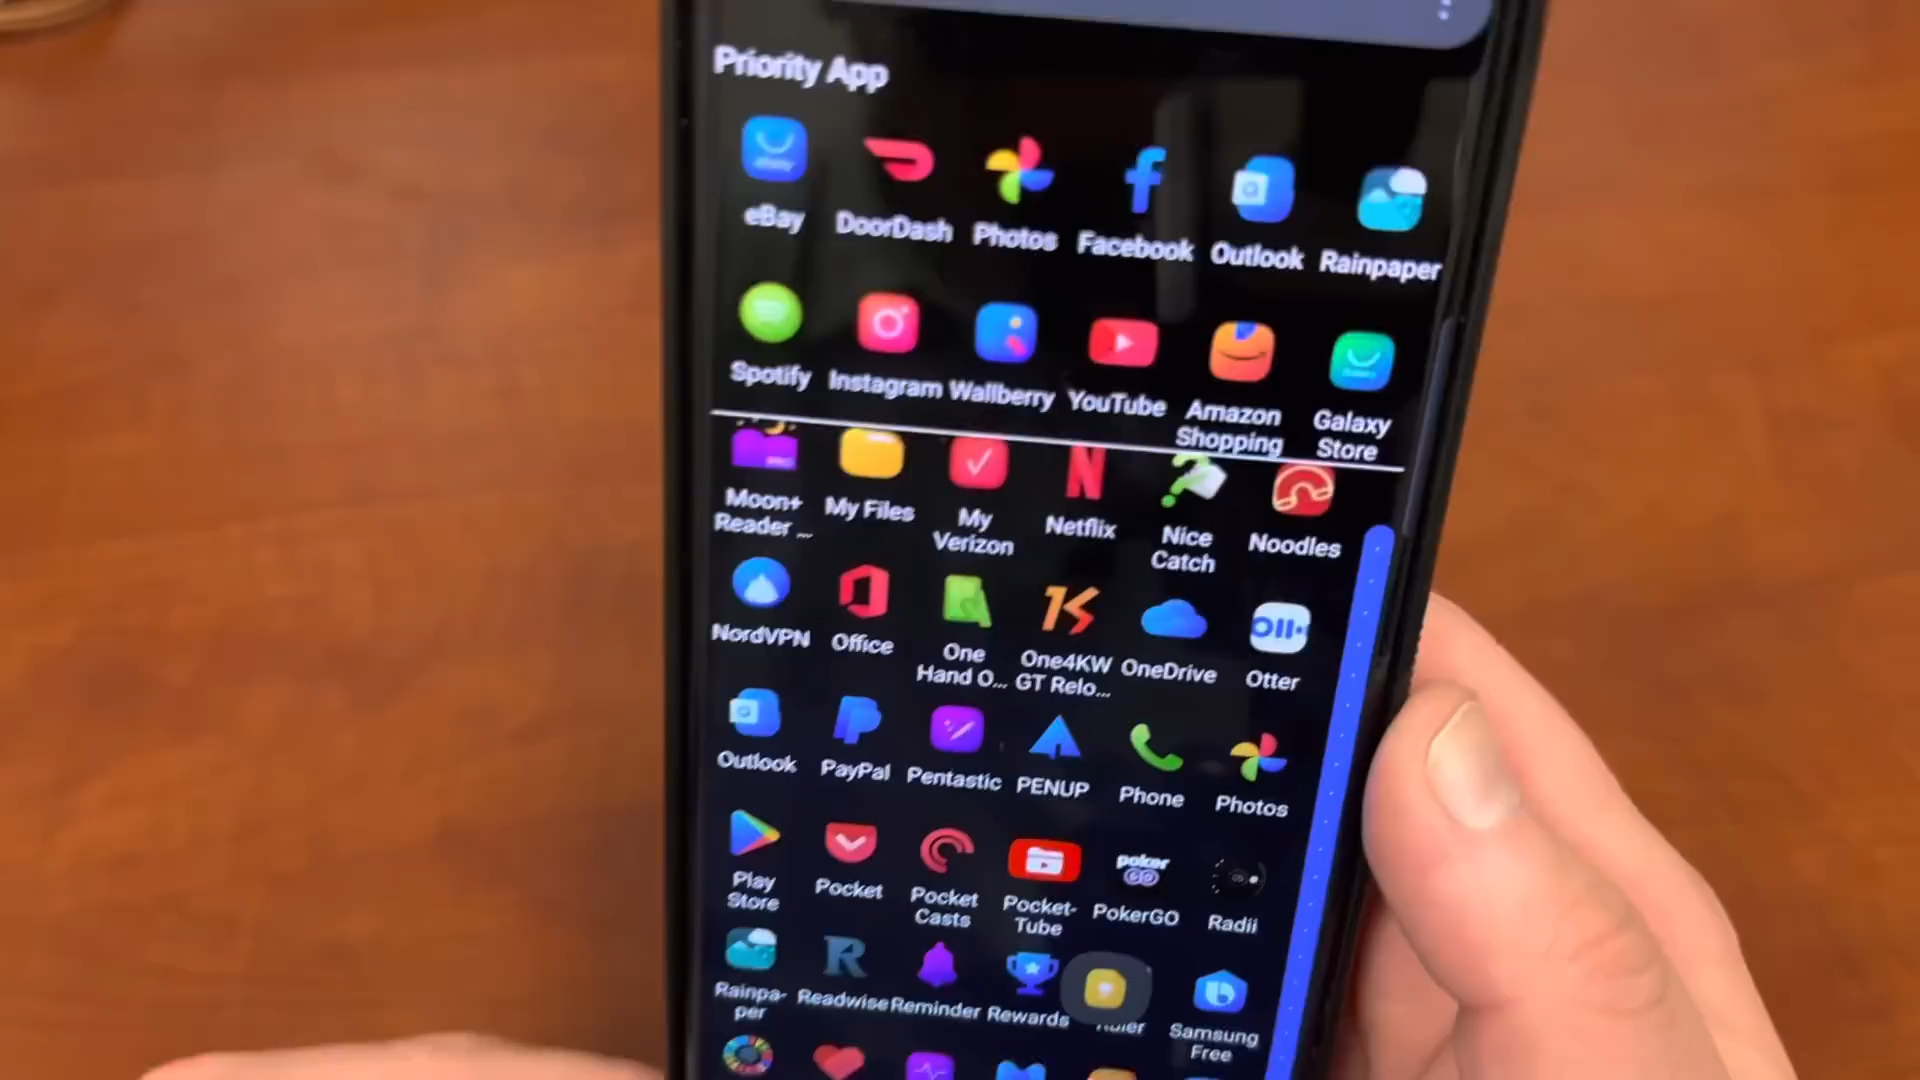 Priority App
eBay DoorDash Photos Facebook Outlook Rainpaper
Spotify Instagram Wallberry YouTube Amazon Shopping Galaxy Store
Moon+ Reader ... My Files My Verizon Netflix Nice Catch Noodles
NordVPN Office One Hand O... One4KW GT Relo... OneDrive Otter
Outlook PayPal Pentastic PENUP Phone Photos
poker GO
Play Store Pocket Pocket Casts Pocket-Tube PokerGO Radii
Rainpa-per Readwise Reminder Rewards Samsung Free